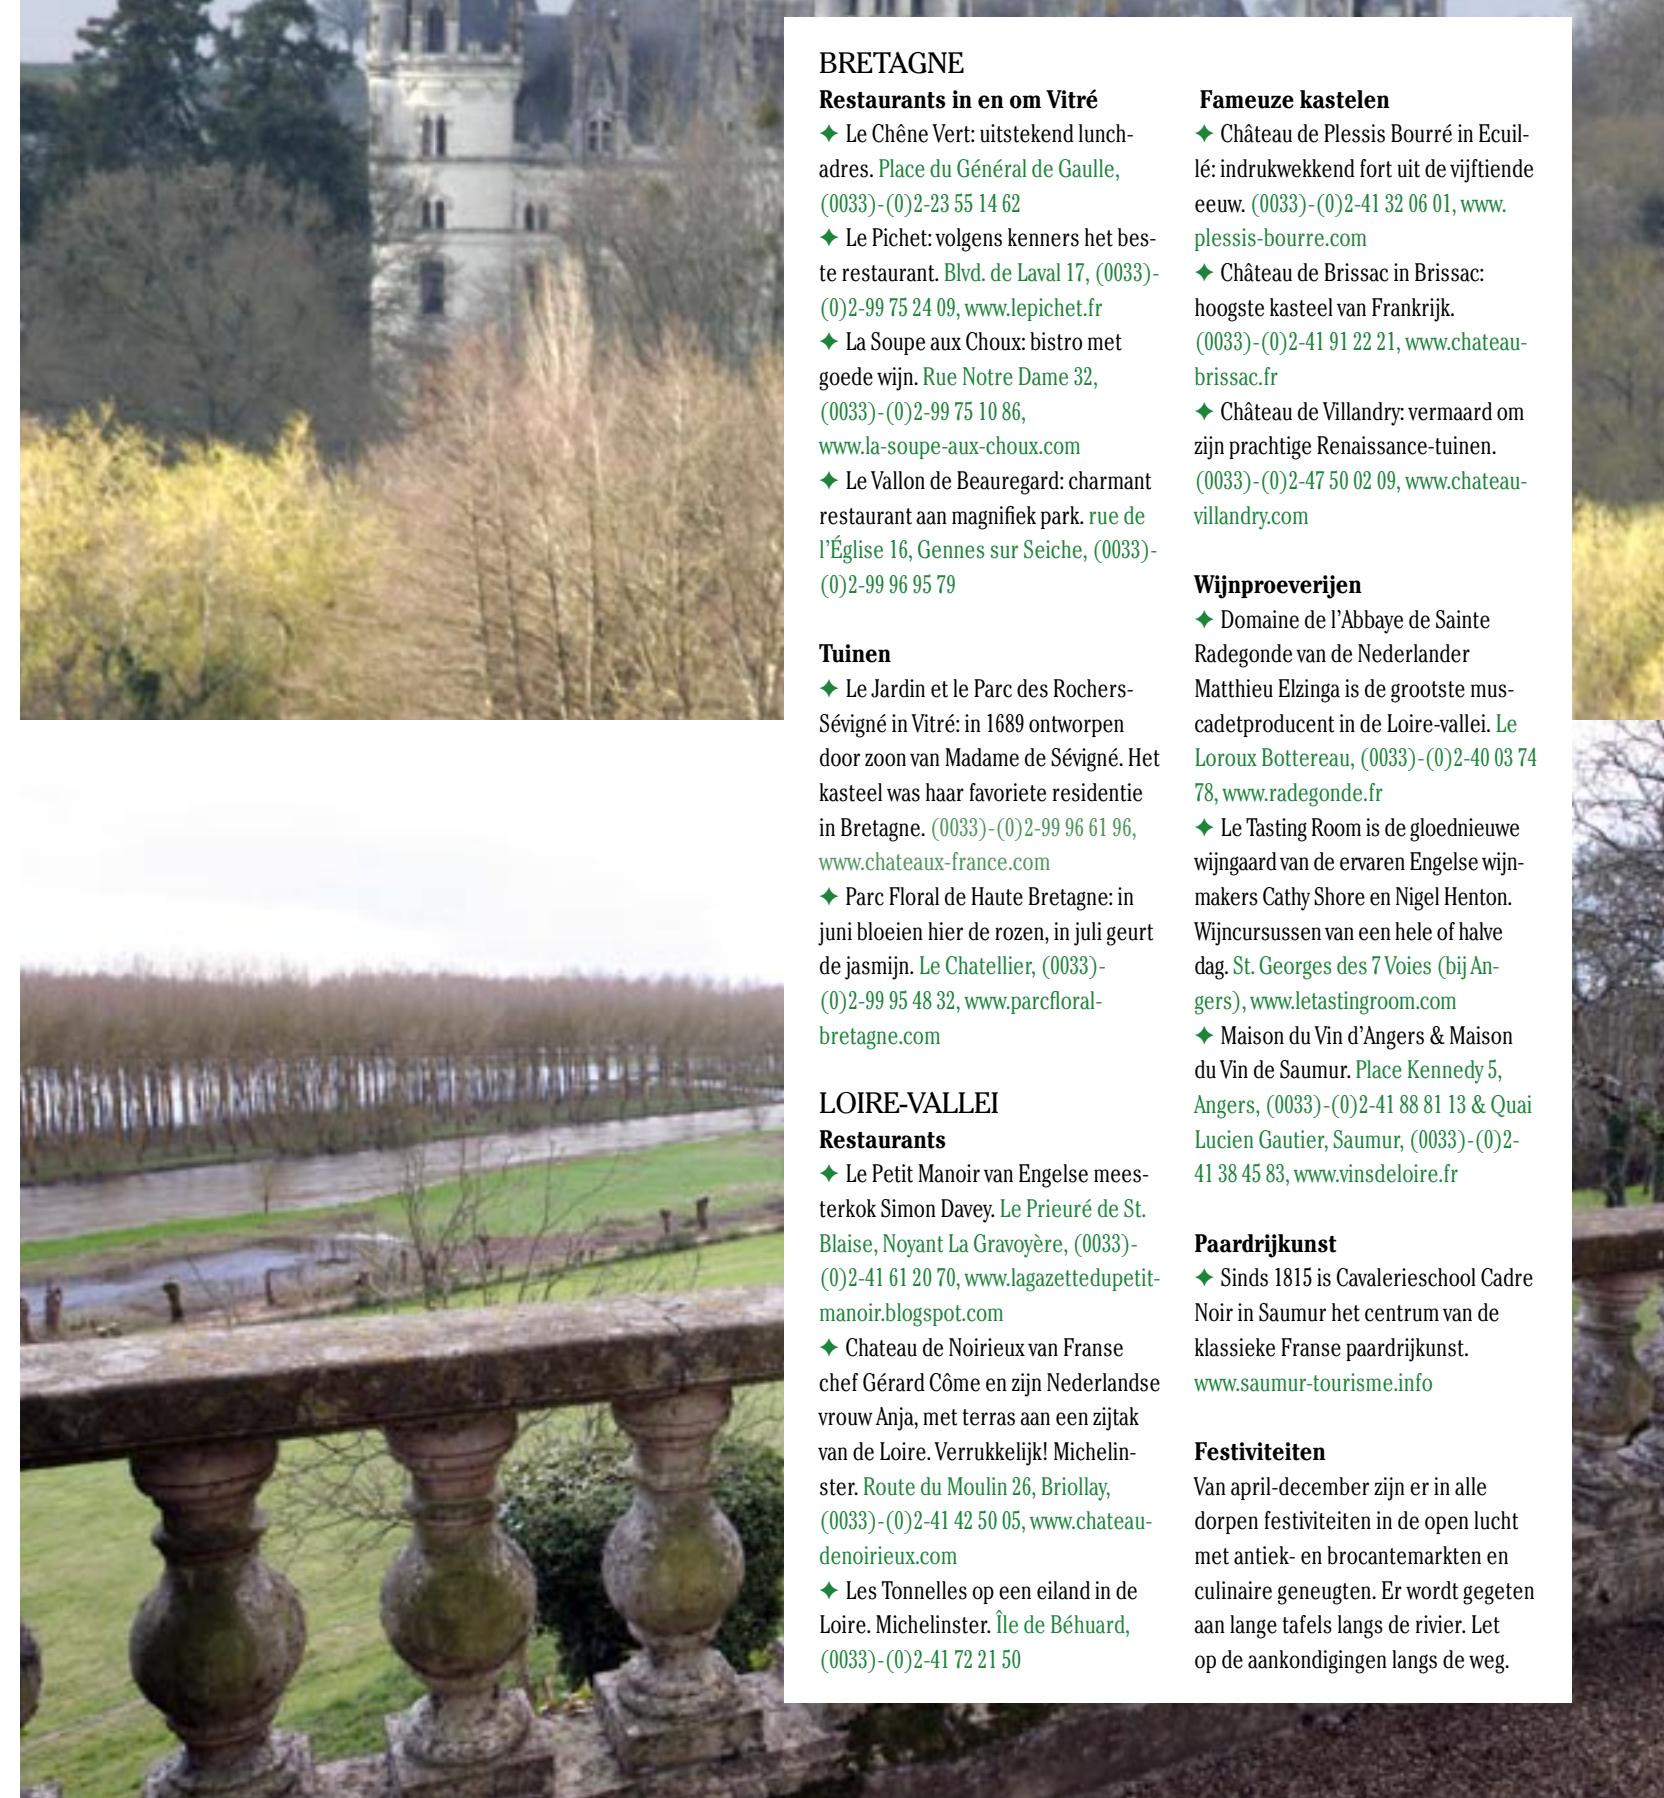 BRETAGNE
Restaurants in en om Vitré
✦ Le Chêne Vert: uitstekend lunch-
adres. Place du Général de Gaulle,
(0033)-(0)2-23 55 14 62
✦ Le Pichet: volgens kenners het bes-
te restaurant. Blvd. de Laval 17, (0033)-
(0)2-99 75 24 09, www.lepichet.fr
✦ La Soupe aux Choux: bistro met
goede wijn. Rue Notre Dame 32,
(0033)-(0)2-99 75 10 86,
www.la-soupe-aux-choux.com
✦ Le Vallon de Beauregard: charmant
restaurant aan magnifiek park. rue de
l'Église 16, Gennes sur Seiche, (0033)-
(0)2-99 96 95 79
Tuinen
✦ Le Jardin et le Parc des Rochers-
Sévigné in Vitré: in 1689 ontworpen
door zoon van Madame de Sévigné. Het
kasteel was haar favoriete residentie
in Bretagne. (0033)-(0)2-99 96 61 96,
www.chateaux-france.com
✦ Parc Floral de Haute Bretagne: in
juni bloeien hier de rozen, in juli geurt
de jasmijn. Le Chatellier, (0033)-
(0)2-99 95 48 32, www.parcfloral-
bretagne.com
LOIRE-VALLEI
Restaurants
✦ Le Petit Manoir van Engelse mees-
terkok Simon Davey. Le Prieuré de St.
Blaise, Noyant La Gravoyère, (0033)-
(0)2-41 61 20 70, www.lagazettedupetit-
manoir.blogspot.com
✦ Chateau de Noirieux van Franse
chef Gérard Côme en zijn Nederlandse
vrouw Anja, met terras aan een zijtak
van de Loire. Verrukkelijk! Michelin-
ster. Route du Moulin 26, Briollay,
(0033)-(0)2-41 42 50 05, www.chateau-
denoirieux.com
✦ Les Tonnelles op een eiland in de
Loire. Michelinster. Île de Béhuard,
(0033)-(0)2-41 72 21 50
Fameuze kastelen
✦ Château de Plessis Bourré in Ecuil-
lé: indrukwekkend fort uit de vijftiende
eeuw. (0033)-(0)2-41 32 06 01, www.
plessis-bourre.com
✦ Château de Brissac in Brissac:
hoogste kasteel van Frankrijk.
(0033)-(0)2-41 91 22 21, www.chateau-
brissac.fr
✦ Château de Villandry: vermaard om
zijn prachtige Renaissance-tuinen.
(0033)-(0)2-47 50 02 09, www.chateau-
villandry.com
Wijnproeverijen
✦ Domaine de l'Abbaye de Sainte
Radegonde van de Nederlander
Matthieu Elzinga is de grootste mus-
cadetproducent in de Loire-vallei. Le
Loroux Bottereau, (0033)-(0)2-40 03 74
78, www.radegonde.fr
✦ Le Tasting Room is de gloednieuwe
wijngaard van de ervaren Engelse wijn-
makers Cathy Shore en Nigel Henton.
Wijncursussen van een hele of halve
dag. St. Georges des 7 Voies (bij An-
gers), www.letastingroom.com
✦ Maison du Vin d'Angers & Maison
du Vin de Saumur. Place Kennedy 5,
Angers, (0033)-(0)2-41 88 81 13 & Quai
Lucien Gautier, Saumur, (0033)-(0)2-
41 38 45 83, www.vinsdeloire.fr
Paardrijkunst
✦ Sinds 1815 is Cavalerieschool Cadre
Noir in Saumur het centrum van de
klassieke Franse paardrijkunst.
www.saumur-tourisme.info
Festiviteiten
Van april-december zijn er in alle
dorpen festiviteiten in de open lucht
met antiek- en brocantemarkten en
culinaire geneugten. Er wordt gegeten
aan lange tafels langs de rivier. Let
op de aankondigingen langs de weg.